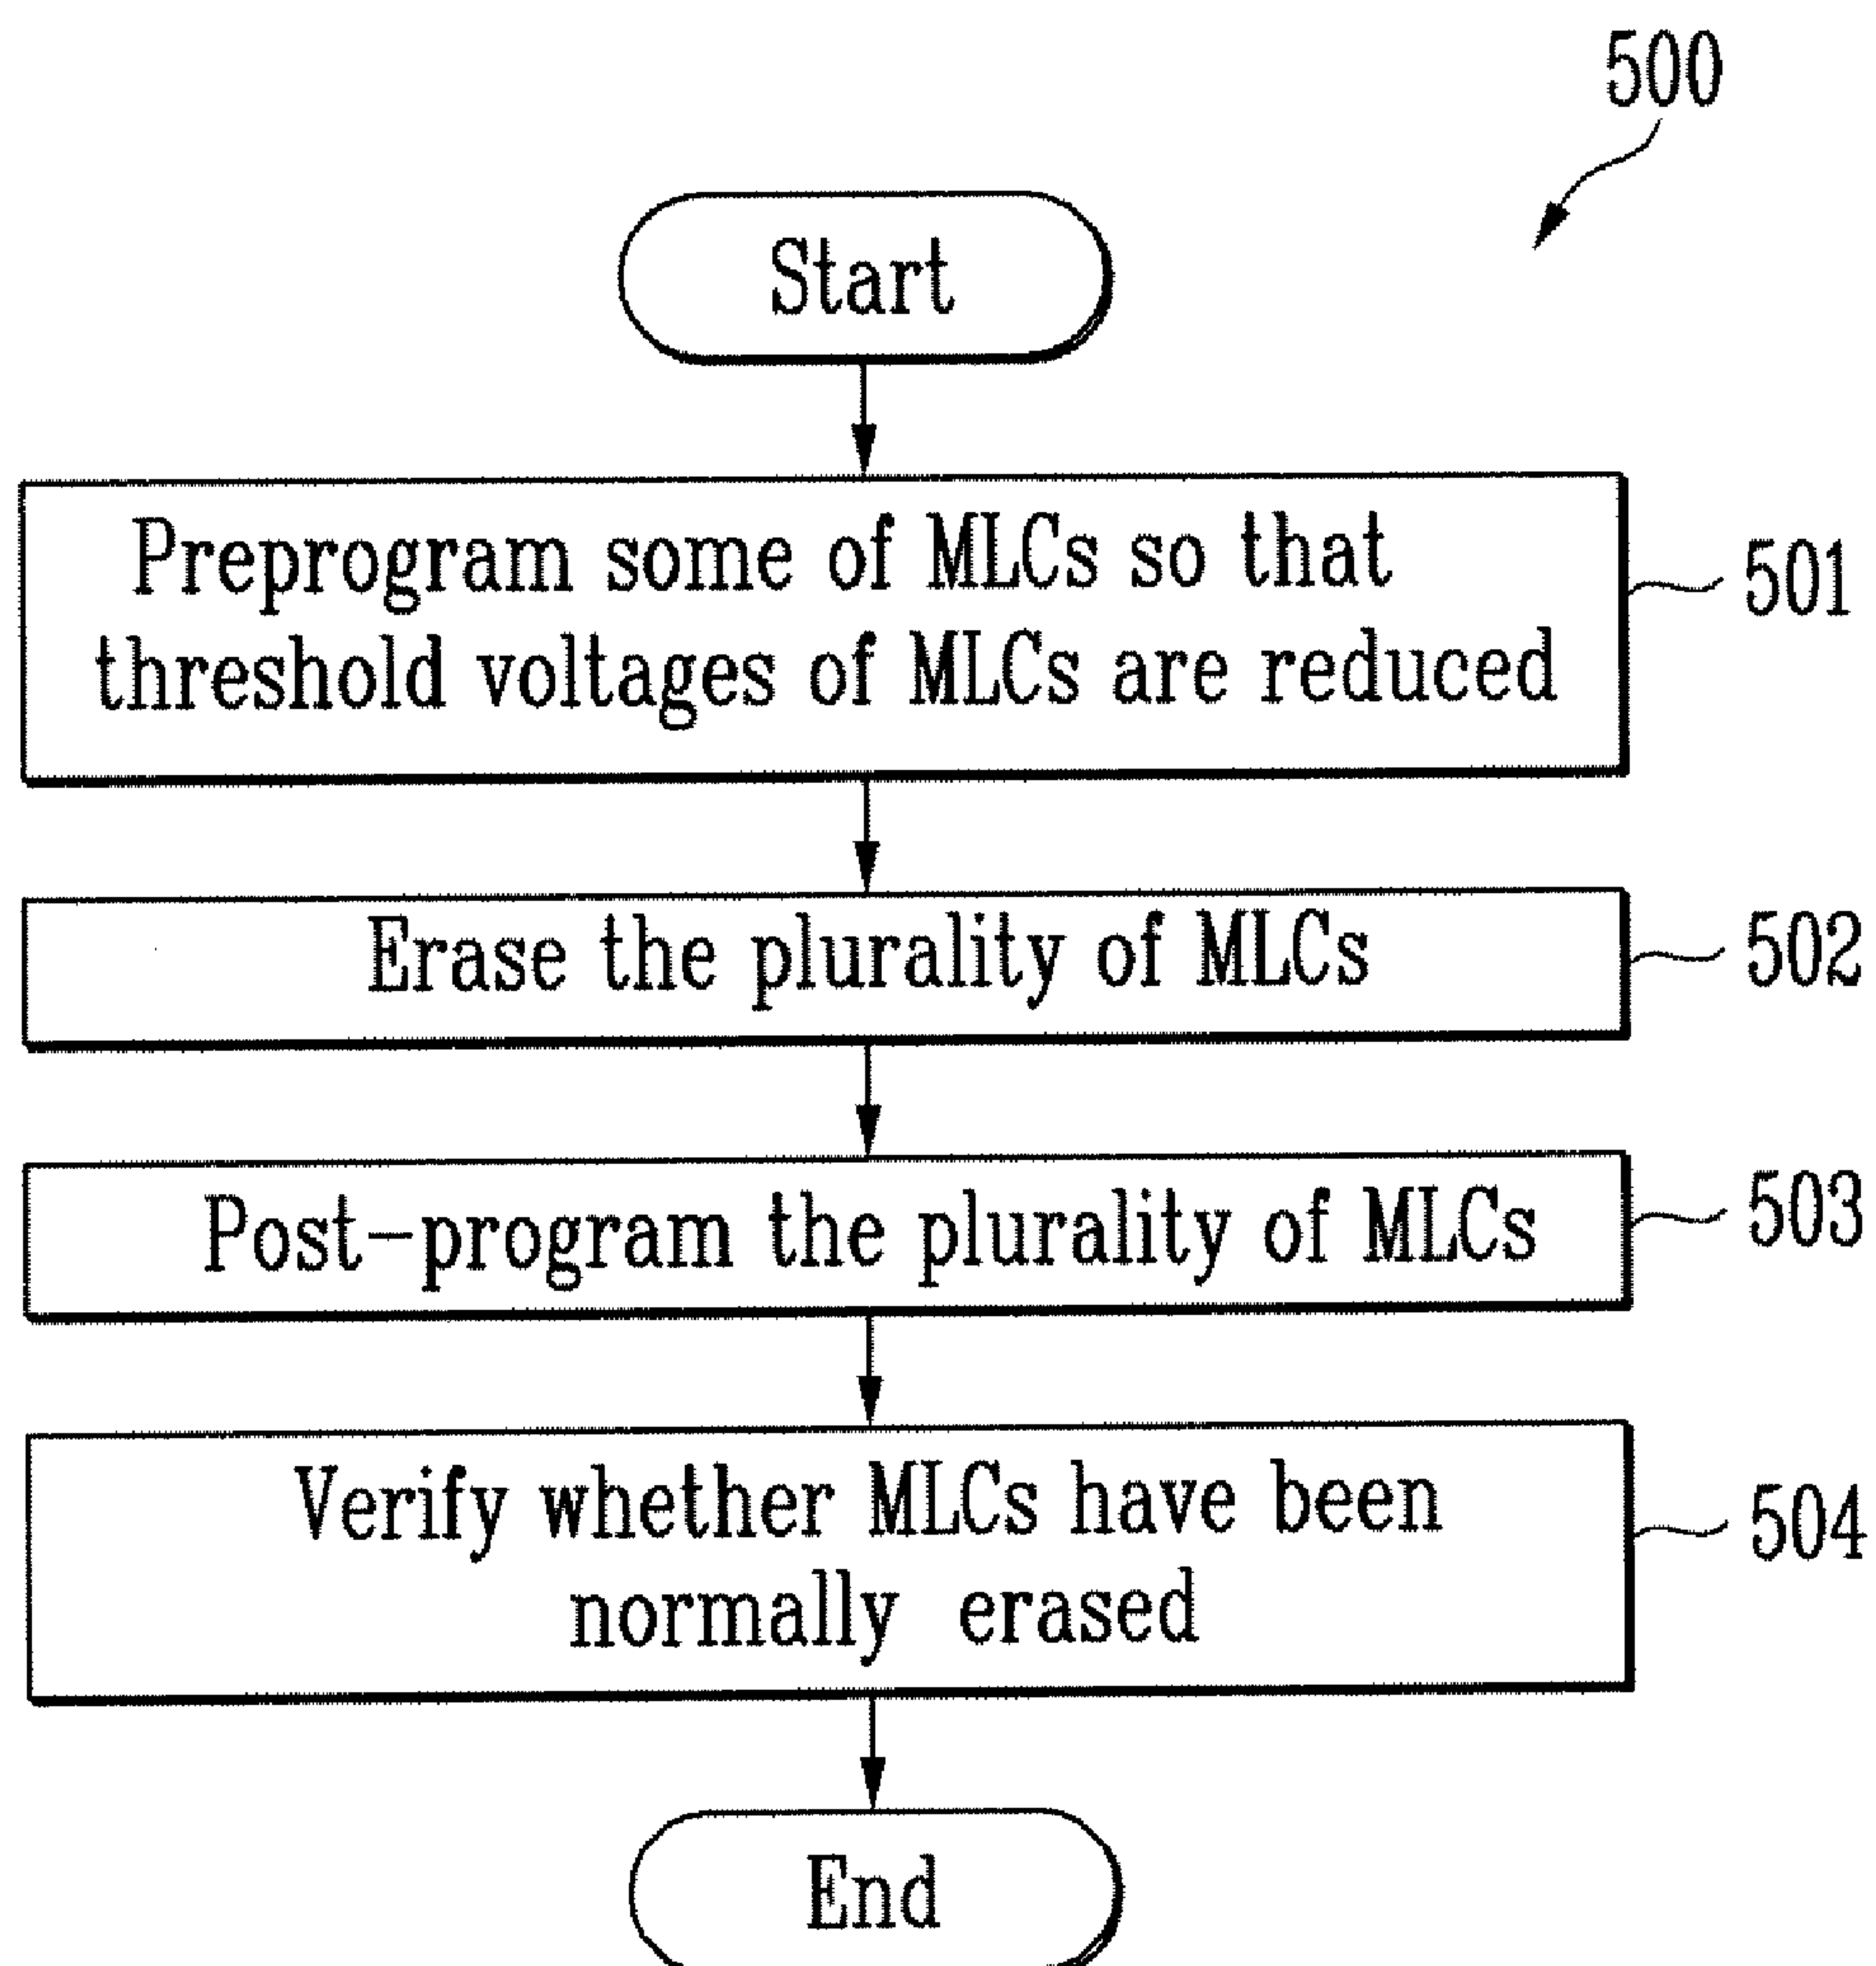 500
Start
Preprogram some of MLCs so that
threshold voltages of MLCs are reduced
501
Erase the plurality of MLCs
502
Post-program the plurality of MLCs
503
Verify whether MLCs have been
normally erased
504
End